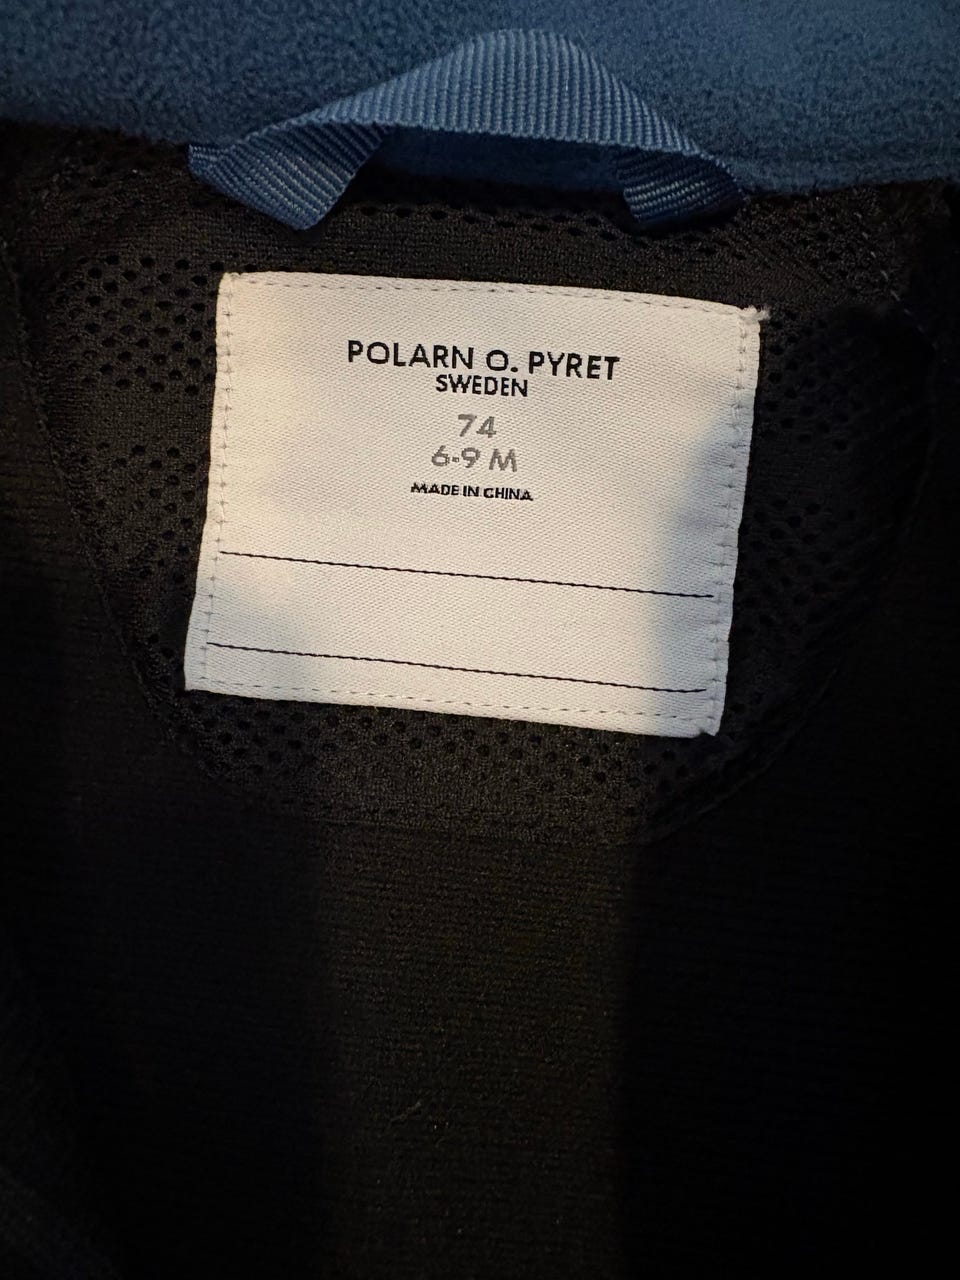 POLARN O. PYRET
SWEDEN
74
6-9 M
MADE IN CHINA